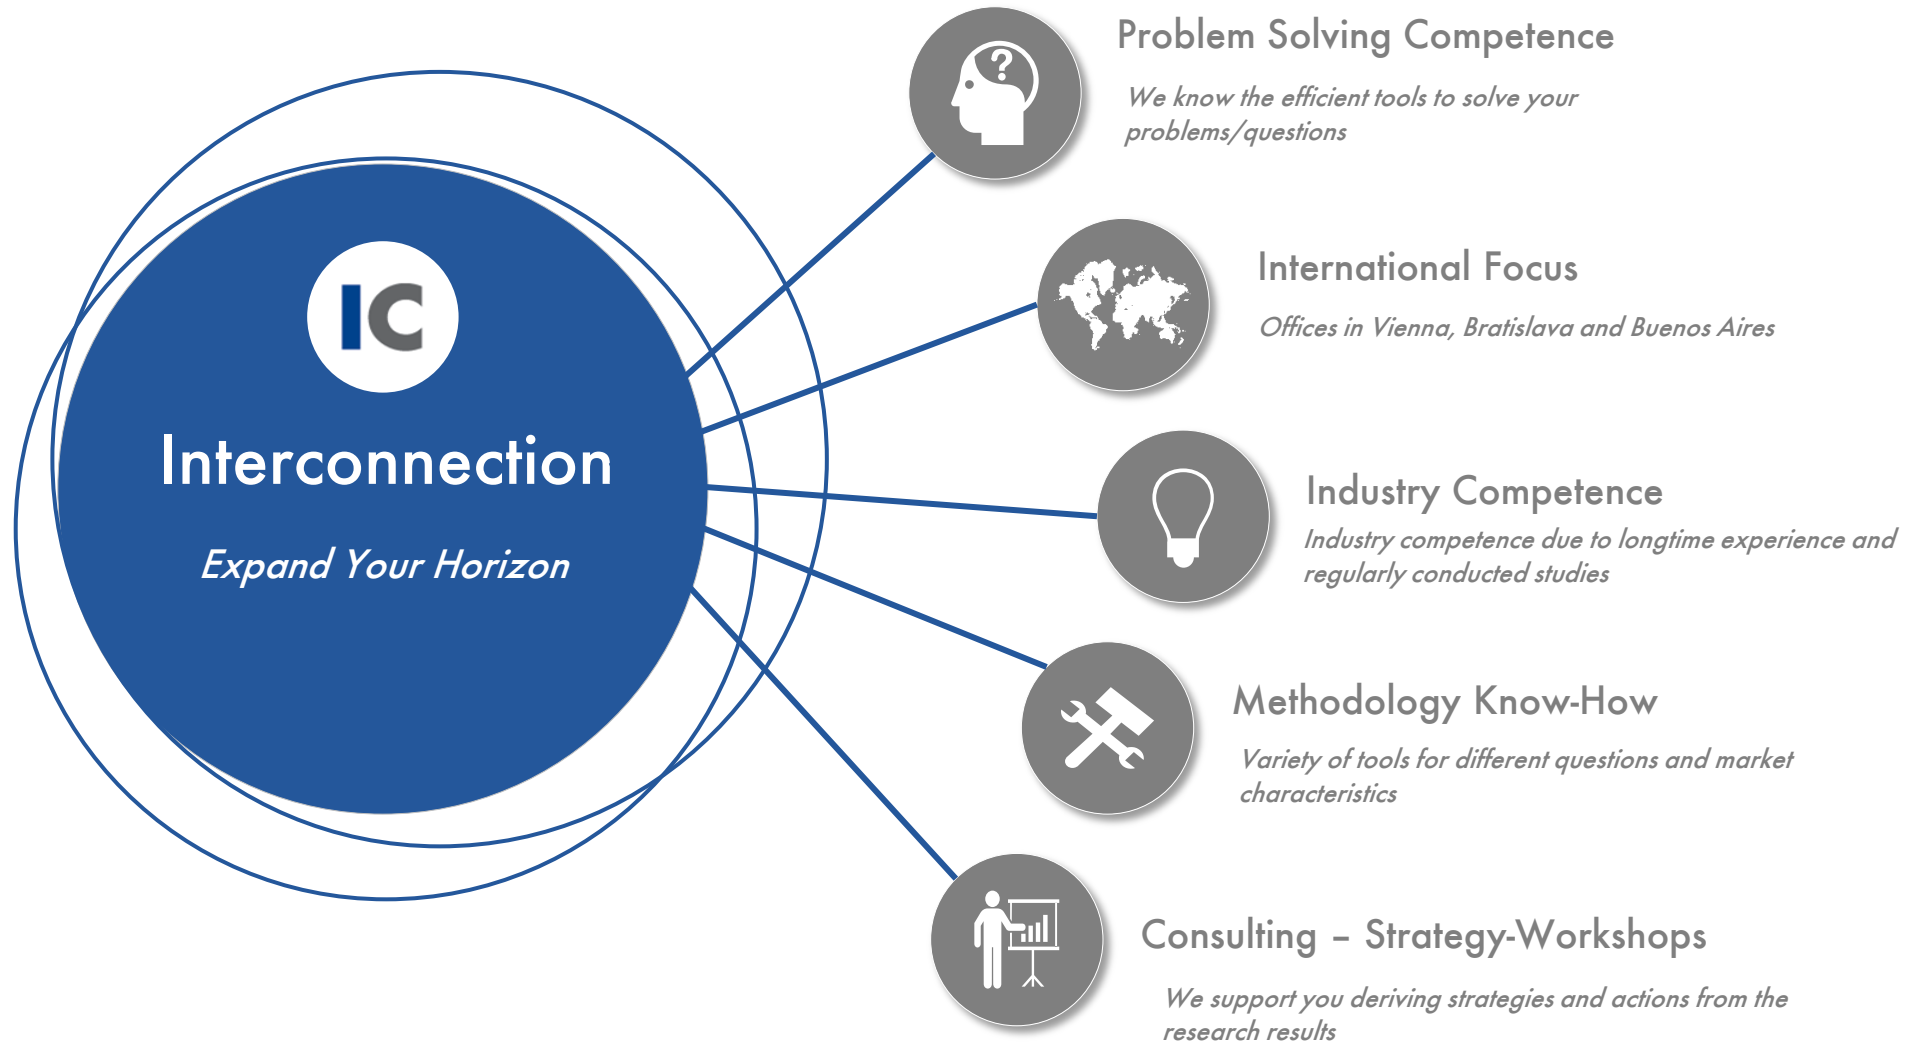 IC
Interconnection
Expand Your Horizon
?
Problem Solving Competence
We know the efficient tools to solve your
problems/questions
International Focus
Offices in Vienna, Bratislava and Buenos Aires
Industry Competence
Industry competence due to longtime experience and
regularly conducted studies
Methodology Know-How
Variety of tools for different questions and market
characteristics
Consulting – Strategy-Workshops
We support you deriving strategies and actions from the
research results